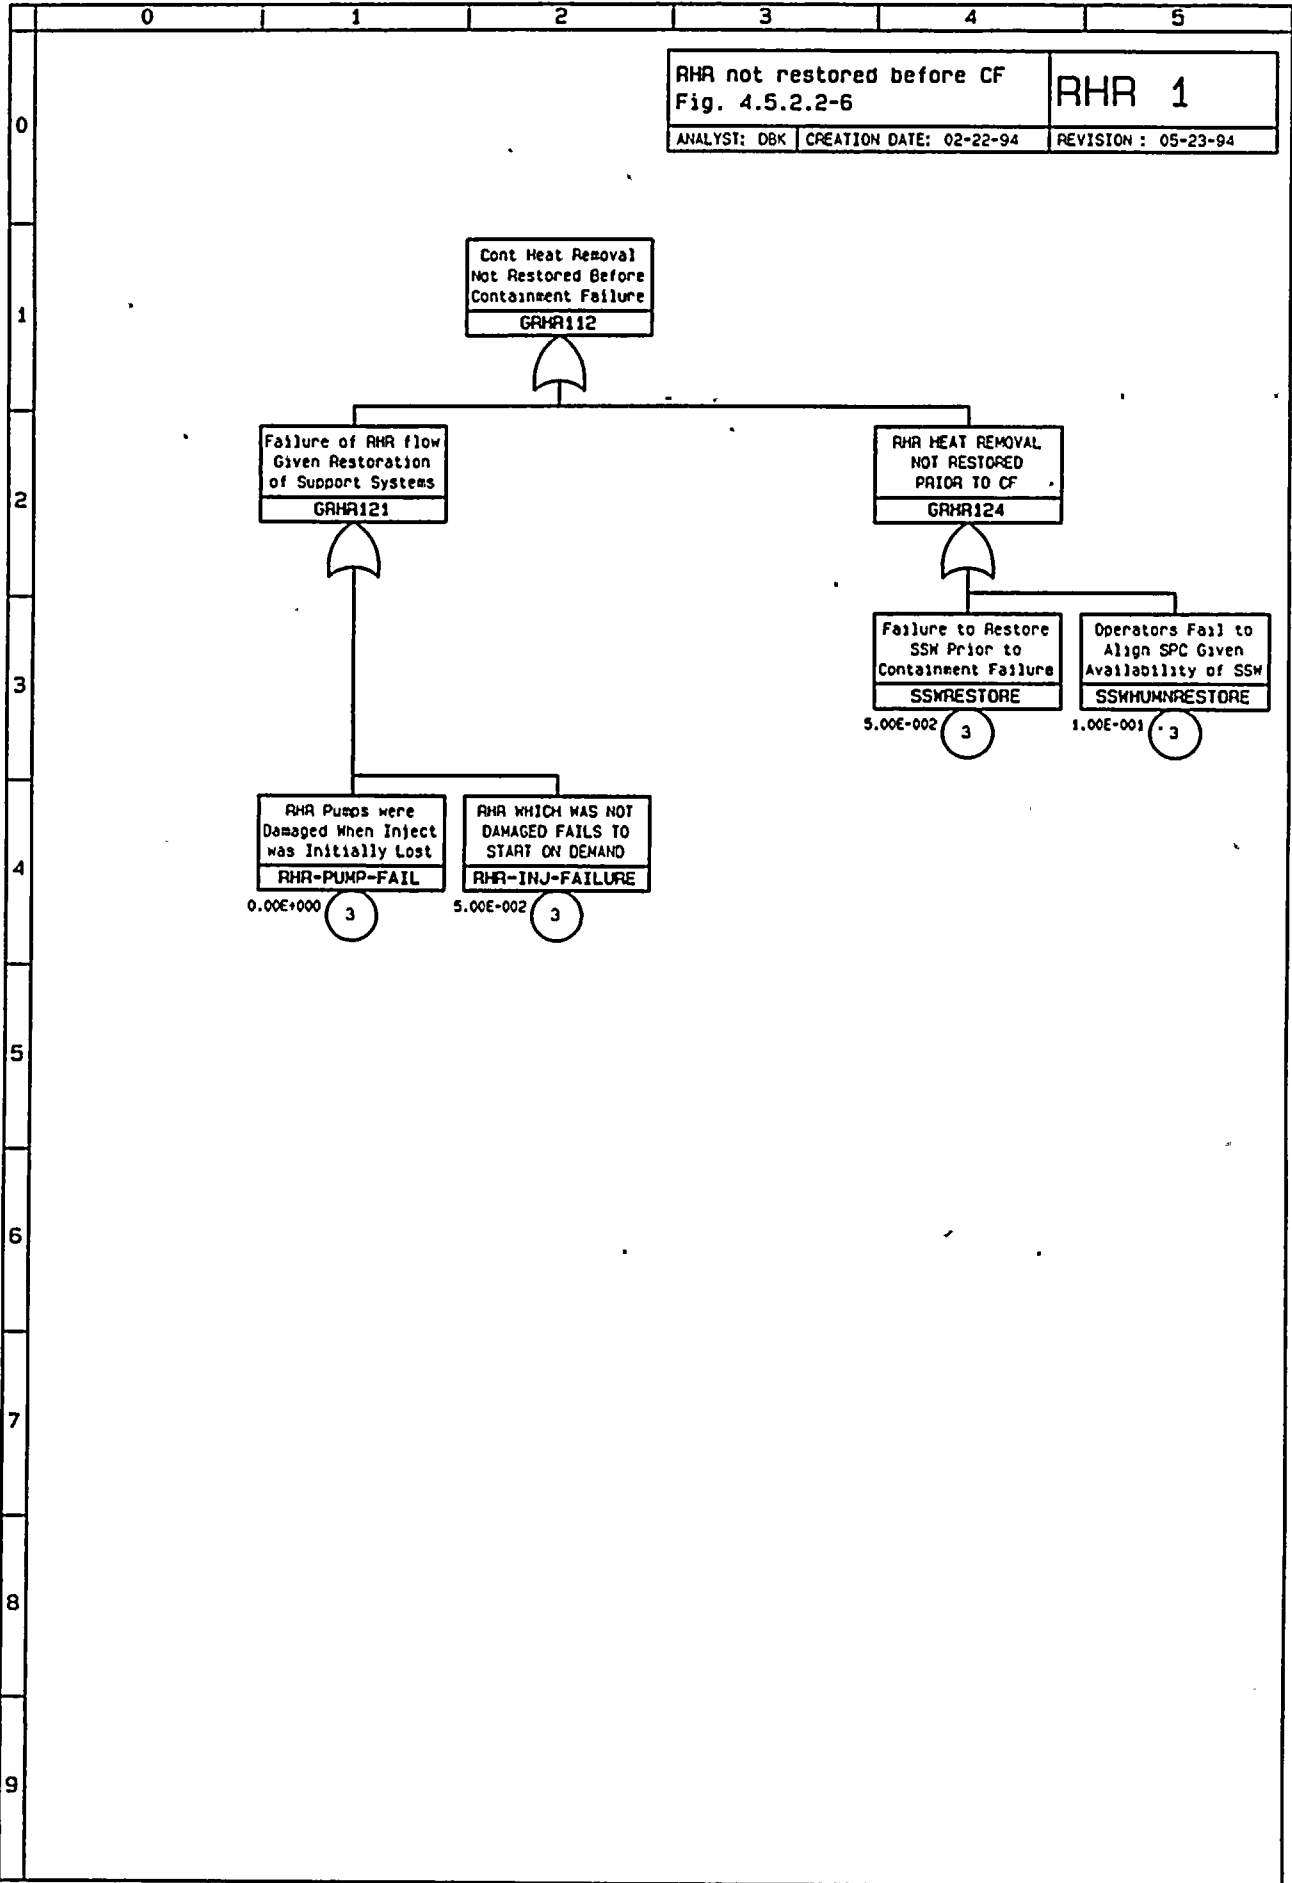 0 1 2 3 4 5
RHR not restored before CF
Fig. 4.5.2.2-6
RHR 1
ANALYST: DBK
CREATION DATE: 02-22-94
REVISION : 05-23-94
0
Cont Heat Removal
Not Restored Before
Containment Failure
GRHR112
1
Failure of RHR flow
Given Restoration
of Support Systems
GRHR121
RHR HEAT REMOVAL
NOT RESTORED
PRIOR TO CF
GRHR124
2
Failure to Restore
SSW Prior to
Containment Failure
SSWRESTORE
5.00E-002
3
Operators Fail to
Align SPC Given
Availability of SSW
SSWHUMNRESTORE
1.00E-001
3
3
RHR Pumps were
Damaged When Inject
was Initially Lost
RHR-PUMP-FAIL
0.00E+000
3
RHR WHICH WAS NOT
DAMAGED FAILS TO
START ON DEMAND
RHR-INJ-FAILURE
5.00E-002
3
4
5
6
7
8
9